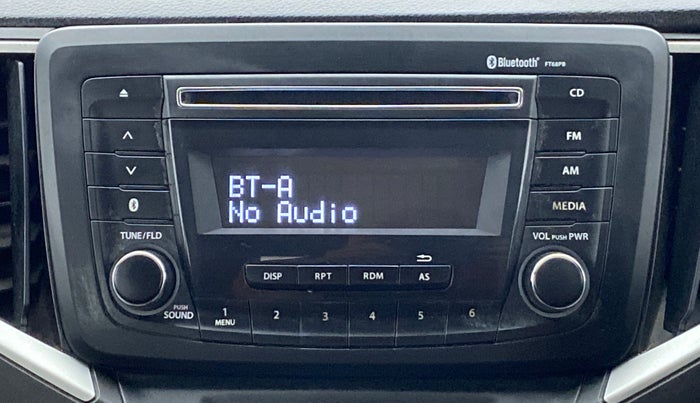 Bluetooth® FT68PB
CD
FM
AM
MEDIA
BT-A
No Audio
TUNE/FLD
VOL PUSH PWR
DISP RPT RDM AS
PUSH
SOUND
1 2 3 4 5 6
MENU